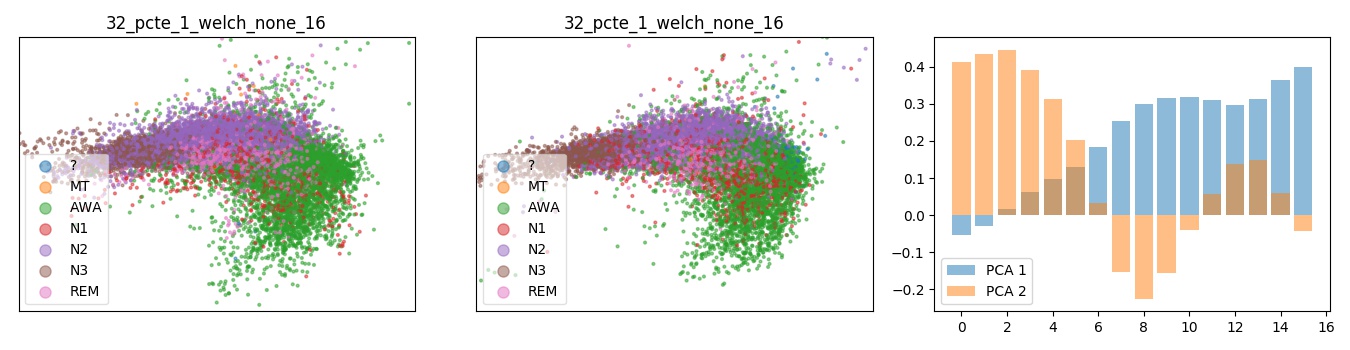 32_pcte_1_welch_none_16
?
MT
AWA
N1
N2
N3
REM
32_pcte_1_welch_none_16
?
MT
AWA
N1
N2
N3
REM
0.4
0.3
0.2
0.1
0.0
−0.1
−0.2
PCA 1
PCA 2
0 2 4 6 8 10 12 14 16